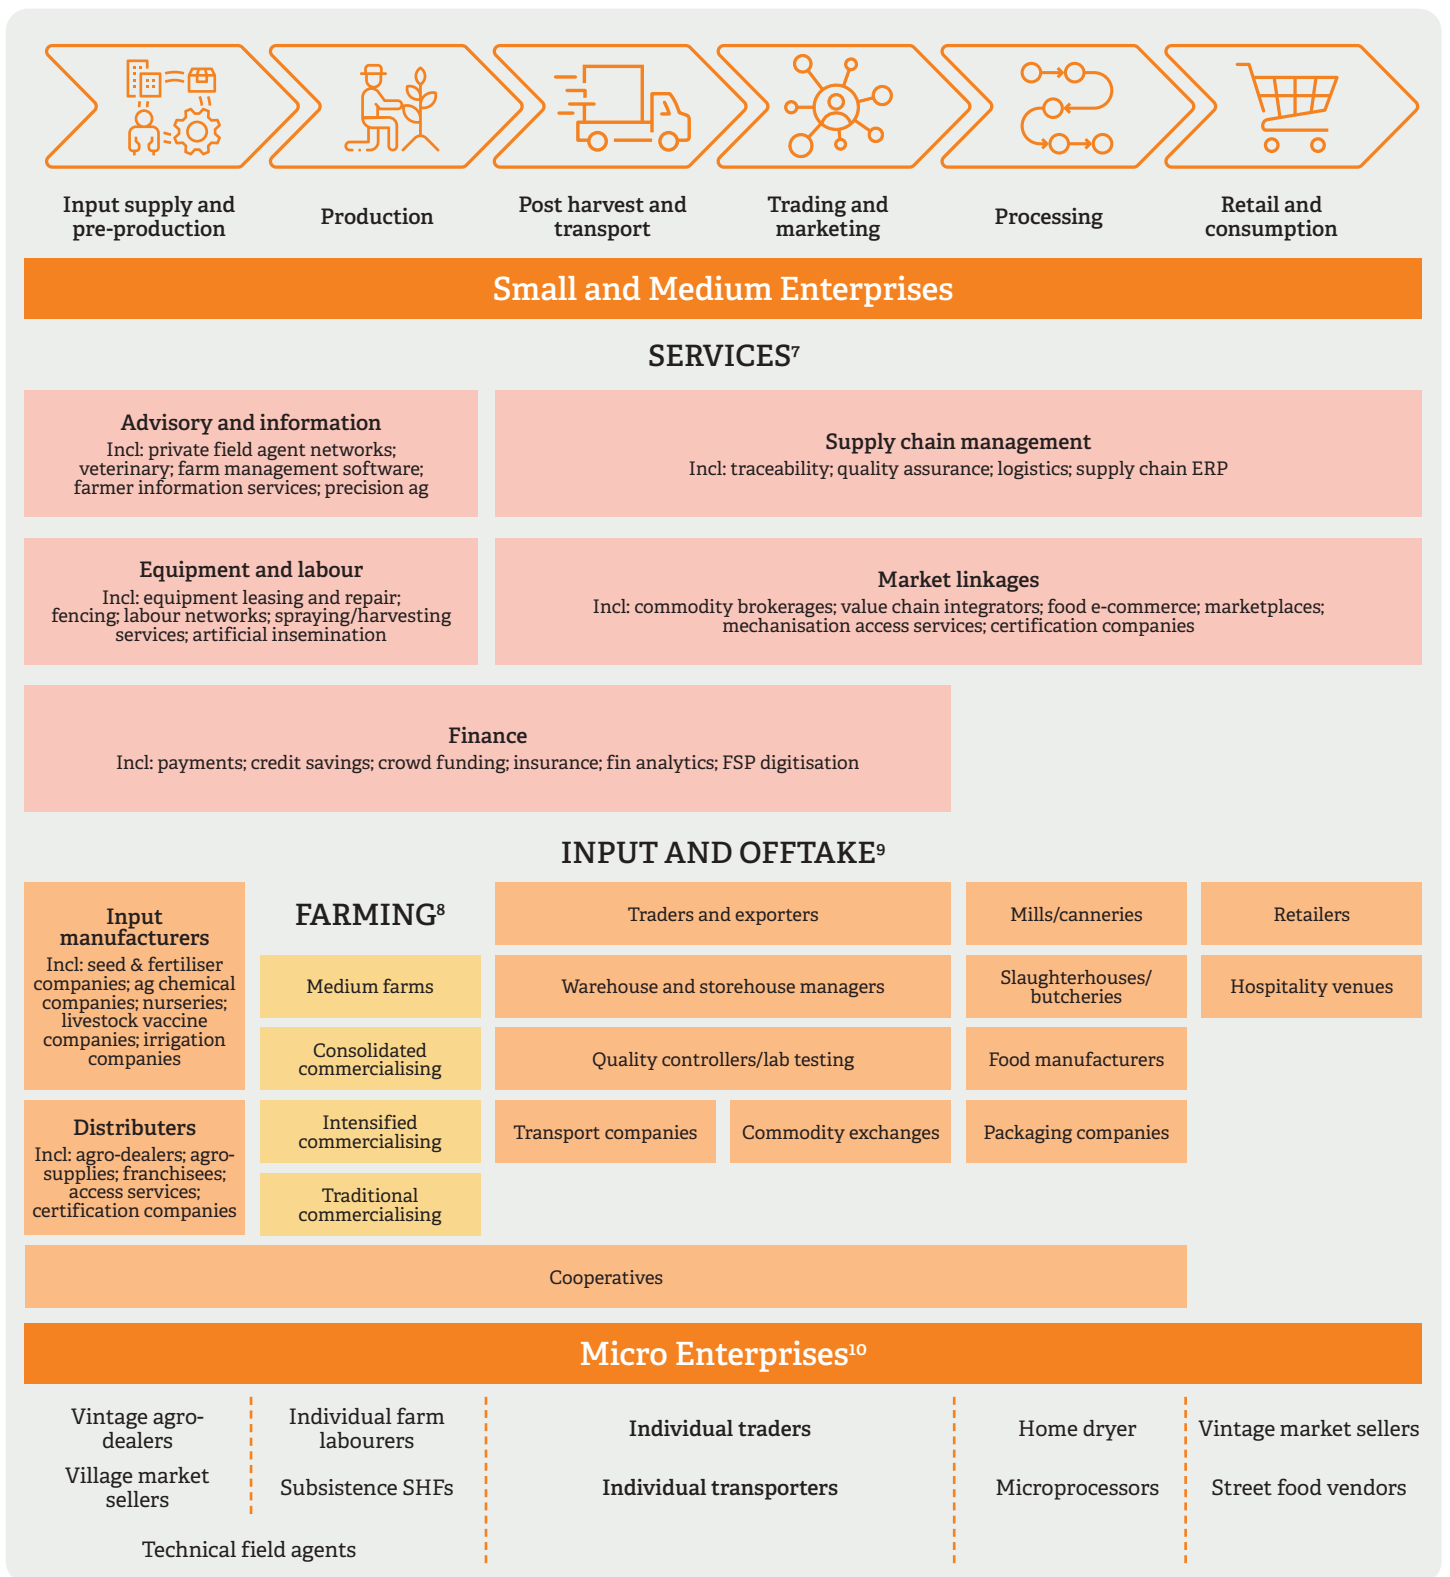 Input supply and
pre-production
Production
Post harvest and
transport
Trading and
marketing
Processing
Retail and
consumption
Small and Medium Enterprises
SERVICES⁷
Advisory and information
Incl: private field agent networks;
veterinary; farm management software;
farmer information services; precision ag
Supply chain management
Incl: traceability; quality assurance; logistics; supply chain ERP
Equipment and labour
Incl: equipment leasing and repair;
fencing; labour networks; spraying/harvesting
services; artificial insemination
Market linkages
Incl: commodity brokerages; value chain integrators; food e-commerce; marketplaces;
mechanisation access services; certification companies
Finance
Incl: payments; credit savings; crowd funding; insurance; fin analytics; FSP digitisation
INPUT AND OFFTAKE⁹
Input
manufacturers
Incl: seed & fertiliser
companies; ag chemical
companies; nurseries;
livestock vaccine
companies; irrigation
companies
Distributers
Incl: agro-dealers; agro-
supplies; franchisees;
access services;
certification companies
FARMING⁸
Medium farms
Consolidated
commercialising
Intensified
commercialising
Traditional
commercialising
Traders and exporters
Warehouse and storehouse managers
Quality controllers/lab testing
Transport companies
Commodity exchanges
Mills/canneries
Slaughterhouses/
butcheries
Food manufacturers
Packaging companies
Retailers
Hospitality venues
Cooperatives
Micro Enterprises¹⁰
Vintage agro-
dealers
Village market
sellers
Individual farm
labourers
Subsistence SHFs
Technical field agents
Individual traders
Individual transporters
Home dryer
Microprocessors
Vintage market sellers
Street food vendors